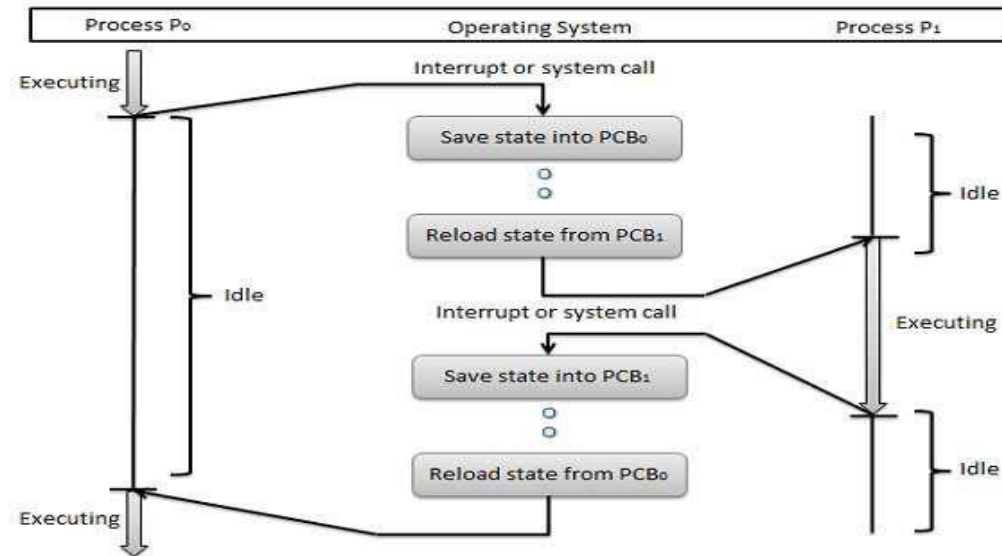 Process P₀
Operating System
Process P₁
Interrupt or system call
Executing
Save state into PCB₀
Idle
Reload state from PCB₁
Idle
Interrupt or system call
Executing
Save state into PCB₁
Idle
Reload state from PCB₀
Executing